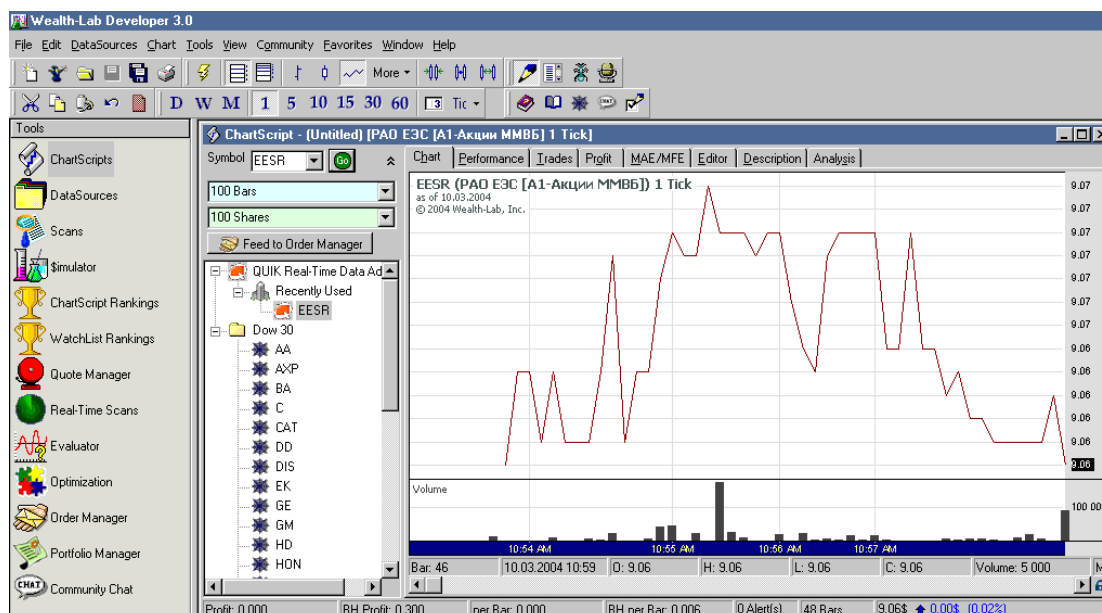 Wealth-Lab Developer 3.0
File Edit DataSources Chart Tools View Community Favorites Window Help
More
D W M 1 5 10 15 30 60 3 Tic
Tools
ChartScripts
DataSources
Scans
$imulator
ChartScript Rankings
WatchList Rankings
Quote Manager
Real-Time Scans
Evaluator
Optimization
Order Manager
Portfolio Manager
CHAT Community Chat
ChartScript - (Untitled) [РАО ЕЭС [А1-Акции ММВБ] 1 Tick]
Symbol EESR Go
100 Bars
100 Shares
Feed to Order Manager
QUIK Real-Time Data Ad
Recently Used
EESR
Dow 30
AA
AXP
BA
C
CAT
DD
DIS
EK
GE
GM
HD
HON
Chart Performance Trades Profit MAE/MFE Editor Description Analysis
EESR (РАО ЕЭС [А1-Акции ММВБ]) 1 Tick
as of 10.03.2004
© 2004 Wealth-Lab, Inc.
9.07
9.07
9.07
9.07
9.07
9.07
9.07
9.06
9.06
9.06
9.06
9.06
9.06
Volume
100 00
10:54 AM 10:55 AM 10:56 AM 10:57 AM
Bar: 46 10.03.2004 10:59 O: 9.06 H: 9.06 L: 9.06 C: 9.06 Volume: 5 000 M
Profit: 0.000 BH Profit: 0.300 per Bar: 0.000 BH per Bar: 0.006 0 Alert(s) 48 Bars 9.06$ 0.00$ (0.02%)